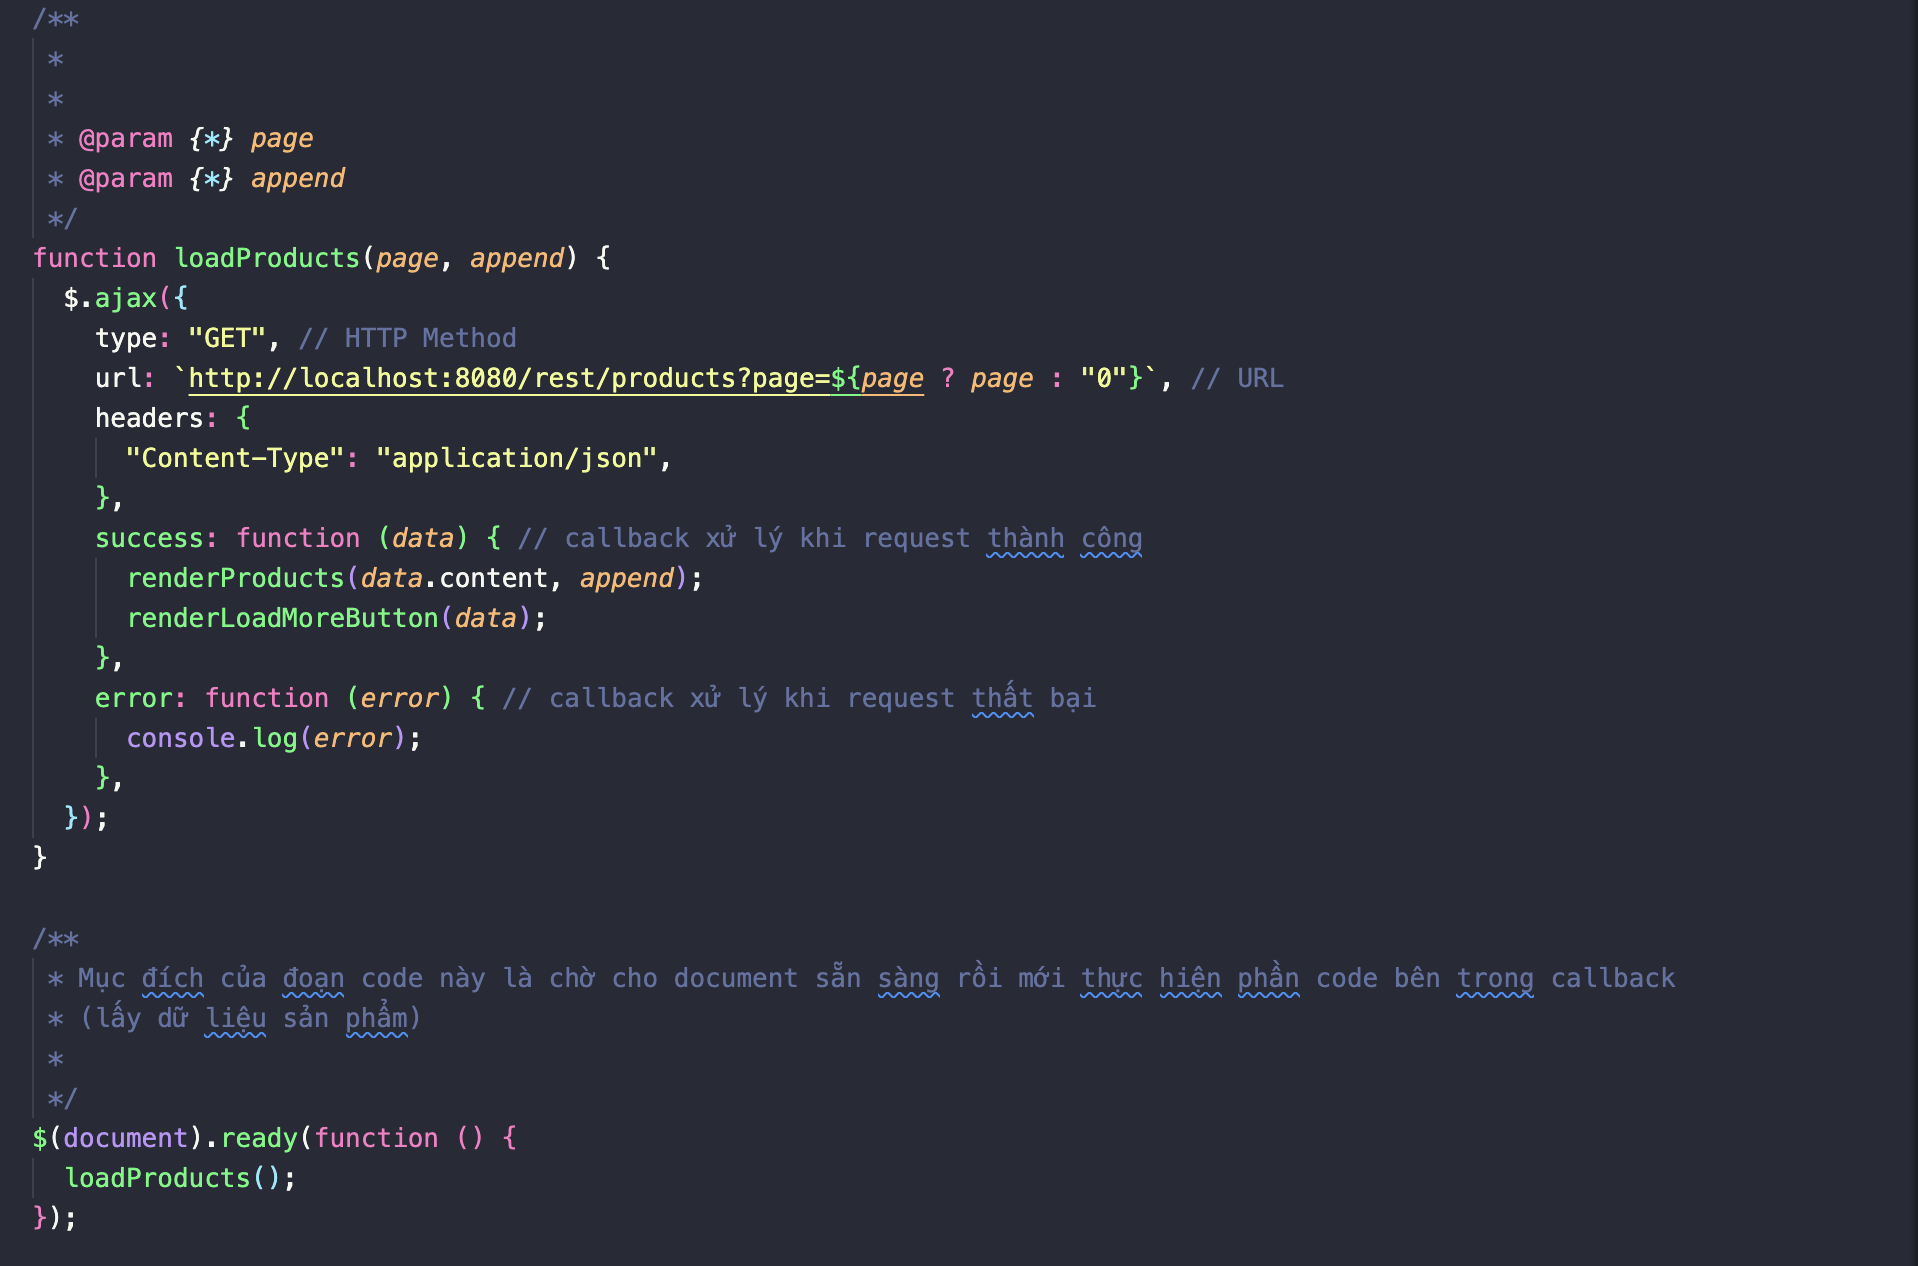 /**
 *
 *
 * @param {*} page
 * @param {*} append
 */
function loadProducts(page, append) {
  $.ajax({
    type: "GET", // HTTP Method
    url: `http://localhost:8080/rest/products?page=${page ? page : "0"}`, // URL
    headers: {
      "Content-Type": "application/json",
    },
    success: function (data) { // callback xử lý khi request thành công
      renderProducts(data.content, append);
      renderLoadMoreButton(data);
    },
    error: function (error) { // callback xử lý khi request thất bại
      console.log(error);
    },
  });
}

/**
 * Mục đích của đoạn code này là chờ cho document sẵn sàng rồi mới thực hiện phần code bên trong callback
 * (lấy dữ liệu sản phẩm)
 *
 */
$(document).ready(function () {
  loadProducts();
});